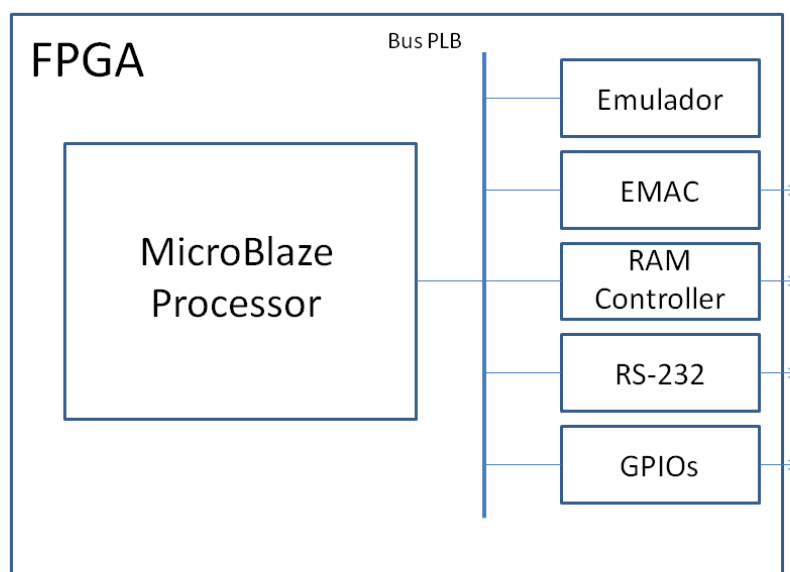 FPGA
Bus PLB
MicroBlaze
Processor
Emulador
EMAC
RAM
Controller
RS-232
GPIOs